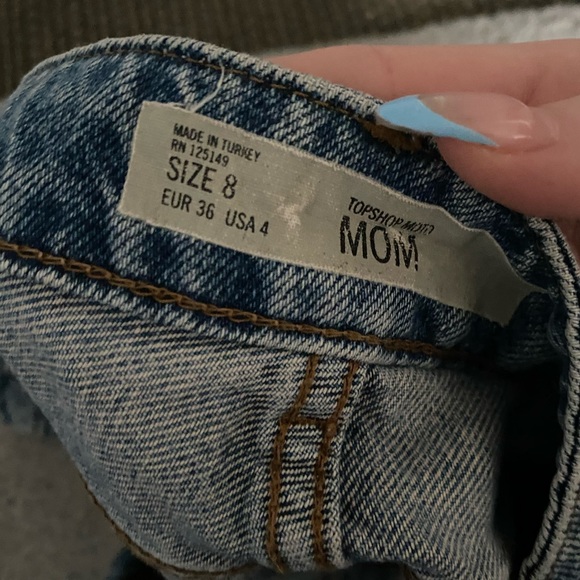 MADE IN TURKEY
RN 125149
SIZE 8
EUR 36 USA 4
TOPSHOP MOTO
MOM